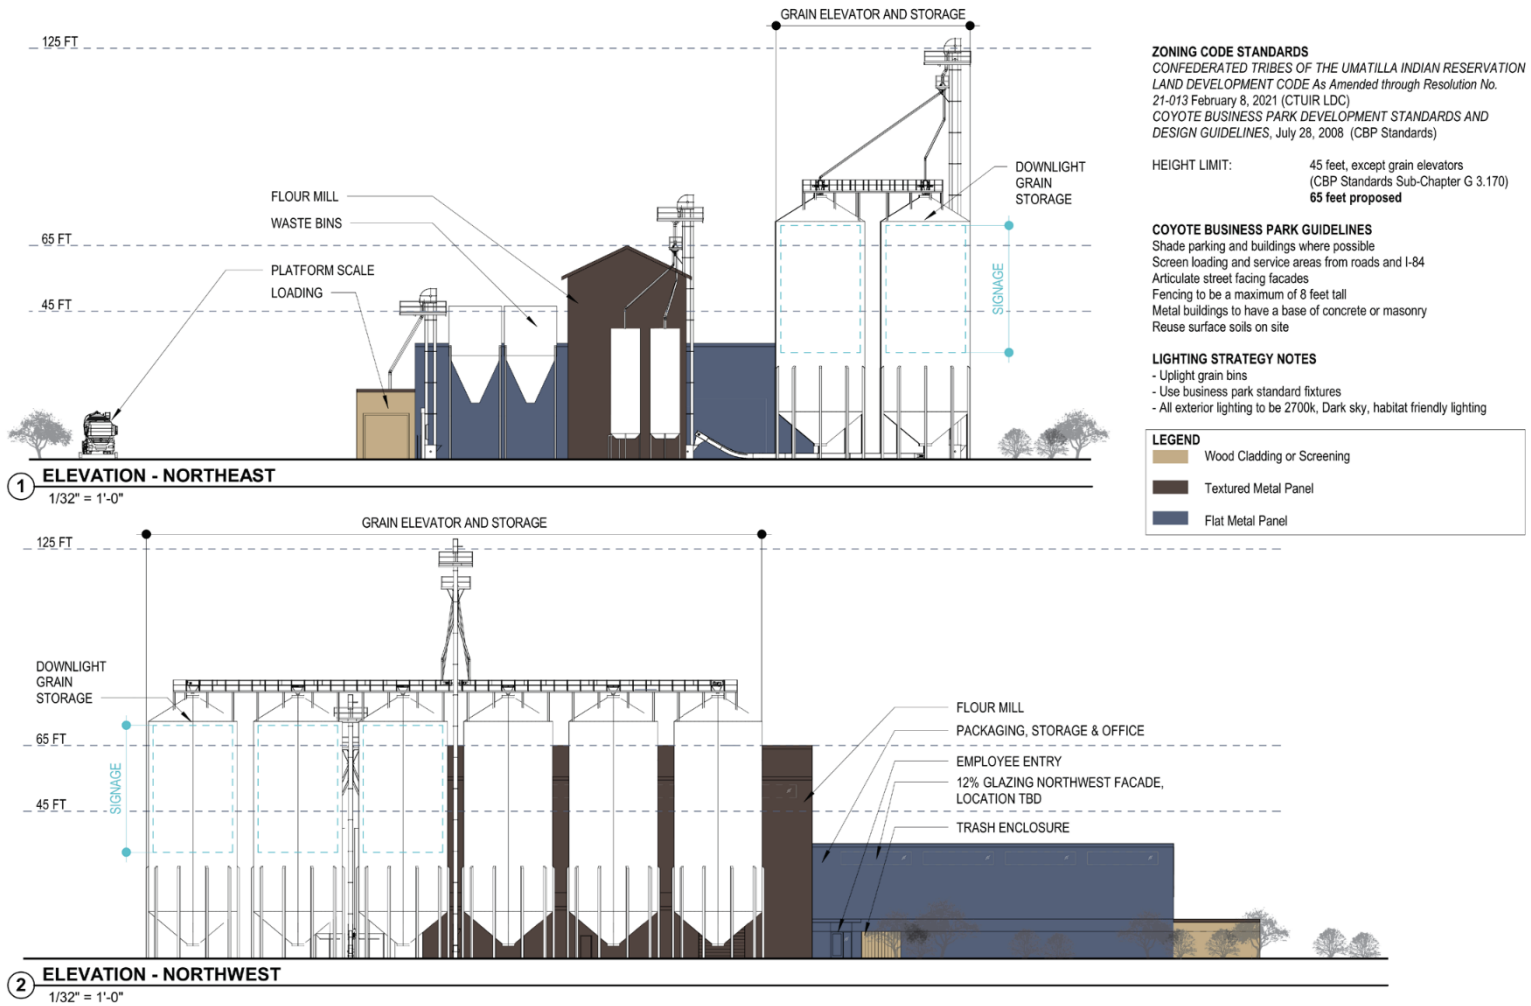 GRAIN ELEVATOR AND STORAGE
125 FT
FLOUR MILL
WASTE BINS
65 FT
PLATFORM SCALE
LOADING
45 FT
DOWNLIGHT
GRAIN
STORAGE
SIGNAGE
1 ELEVATION - NORTHEAST
1/32" = 1'-0"
ZONING CODE STANDARDS
CONFEDERATED TRIBES OF THE UMATILLA INDIAN RESERVATION
LAND DEVELOPMENT CODE As Amended through Resolution No.
21-013 February 8, 2021 (CTUIR LDC)
COYOTE BUSINESS PARK DEVELOPMENT STANDARDS AND
DESIGN GUIDELINES, July 28, 2008 (CBP Standards)
HEIGHT LIMIT: 45 feet, except grain elevators
(CBP Standards Sub-Chapter G 3.170)
65 feet proposed
COYOTE BUSINESS PARK GUIDELINES
Shade parking and buildings where possible
Screen loading and service areas from roads and I-84
Articulate street facing facades
Fencing to be a maximum of 8 feet tall
Metal buildings to have a base of concrete or masonry
Reuse surface soils on site
LIGHTING STRATEGY NOTES
- Uplight grain bins
- Use business park standard fixtures
- All exterior lighting to be 2700k, Dark sky, habitat friendly lighting
LEGEND
Wood Cladding or Screening
Textured Metal Panel
Flat Metal Panel
GRAIN ELEVATOR AND STORAGE
125 FT
DOWNLIGHT
GRAIN
STORAGE
65 FT
SIGNAGE
45 FT
FLOUR MILL
PACKAGING, STORAGE & OFFICE
EMPLOYEE ENTRY
12% GLAZING NORTHWEST FACADE,
LOCATION TBD
TRASH ENCLOSURE
2 ELEVATION - NORTHWEST
1/32" = 1'-0"